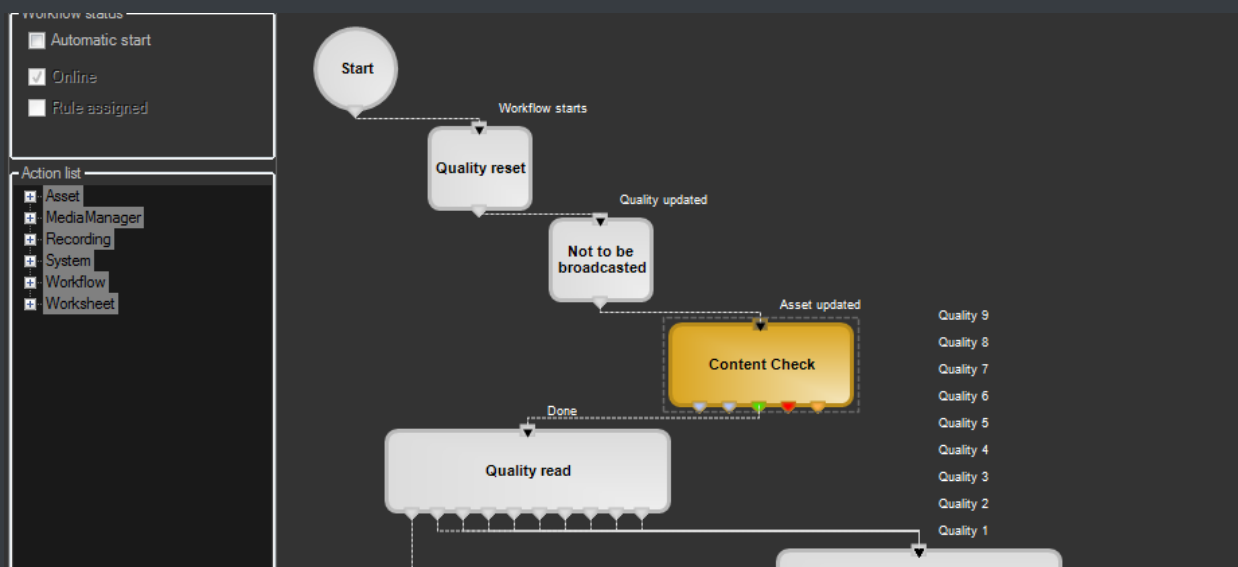 Workflow status
Automatic start
Online
Rule assigned
Action list
Asset
MediaManager
Recording
System
Workflow
Worksheet
Start
Workflow starts
Quality reset
Quality updated
Not to be
broadcasted
Asset updated
Content Check
Done
Quality read
Quality 9
Quality 8
Quality 7
Quality 6
Quality 5
Quality 4
Quality 3
Quality 2
Quality 1